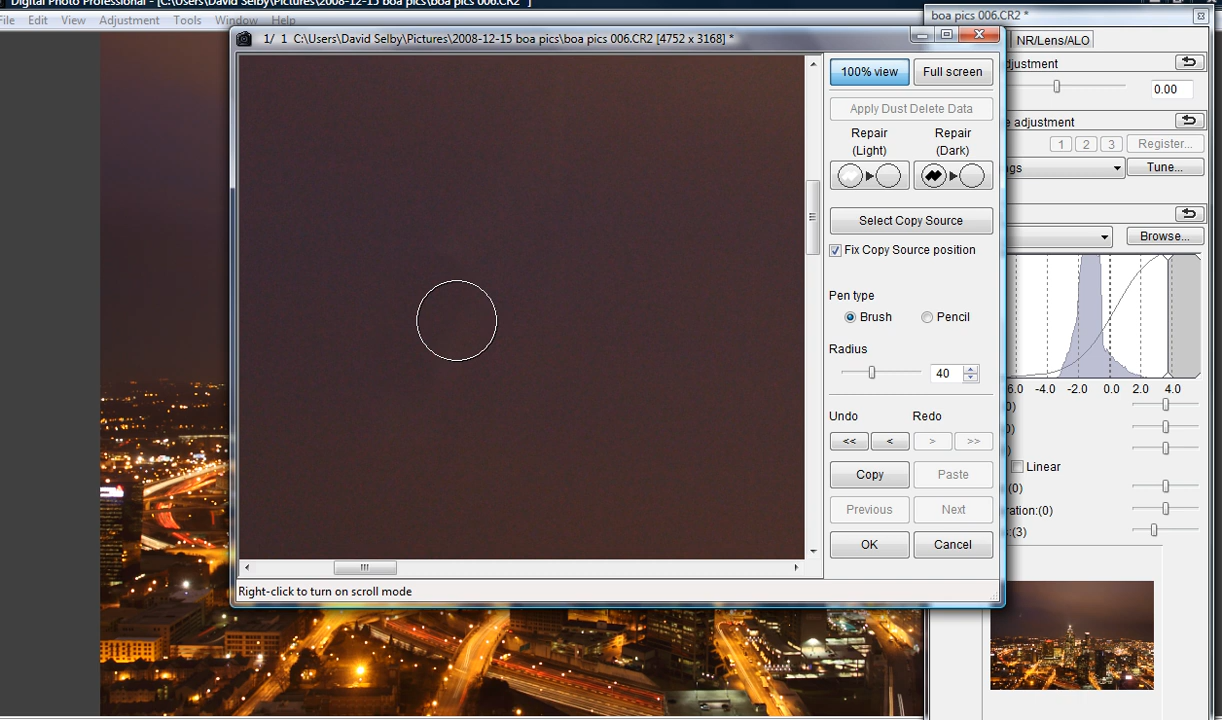 Digital Photo Professional - [C:\Users\David Selby\Pictures\2008-12-15 boa pics\boa pics 006.CR2 * ]
File Edit View Adjustment Tools Window Help
boa pics 006.CR2 *
1/ 1 C:\Users\David Selby\Pictures\2008-12-15 boa pics\boa pics 006.CR2 [4752 x 3168] *
NR/Lens/ALO
100% view Full screen
djustment
0.00
Apply Dust Delete Data
e adjustment
Repair (Light)
Repair (Dark)
1 2 3 Register...
ngs Tune...
Select Copy Source
Browse...
Fix Copy Source position
Pen type
Brush Pencil
Radius
40
6.0 -4.0 -2.0 0.0 2.0 4.0
0)
Undo Redo
<< < > >>
)
)
Copy Paste
Linear
(0)
Previous Next
ration:(0)
:(3)
OK Cancel
Right-click to turn on scroll mode